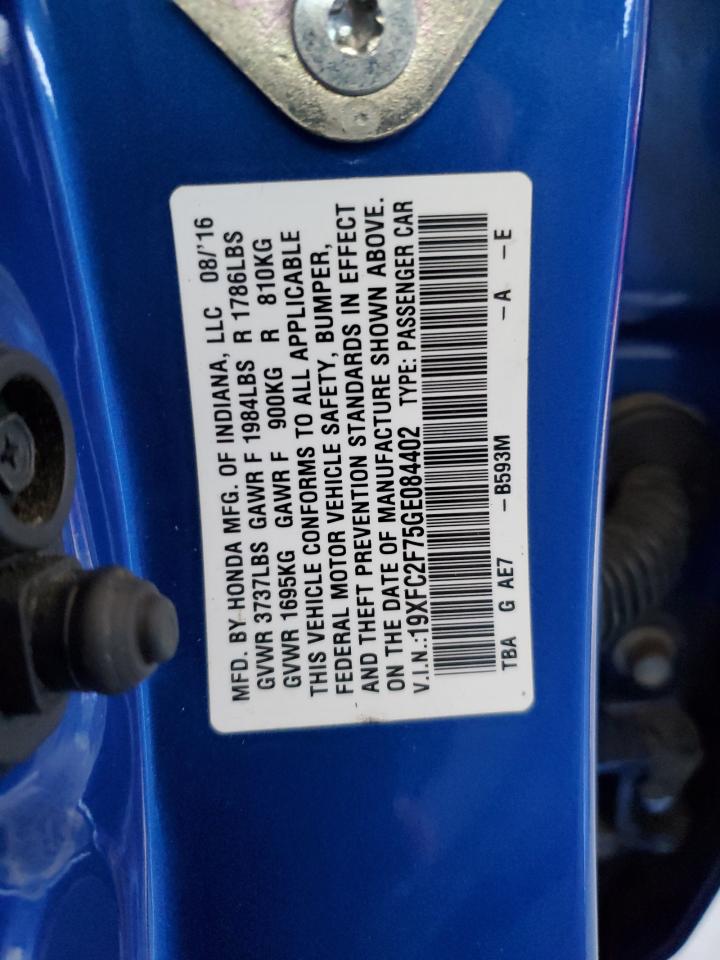 MFD. BY HONDA MFG. OF INDIANA, LLC 08/'16
GVWR 3737LBS GAWR F 1984LBS R 1786LBS
GVWR 1695KG GAWR F 900KG R 810KG
THIS VEHICLE CONFORMS TO ALL APPLICABLE
FEDERAL MOTOR VEHICLE SAFETY, BUMPER,
AND THEFT PREVENTION STANDARDS IN EFFECT
ON THE DATE OF MANUFACTURE SHOWN ABOVE.
V.I.N.:19XFC2F75GE084402 TYPE: PASSENGER CAR
TBA G AE7 -B593M -A -E